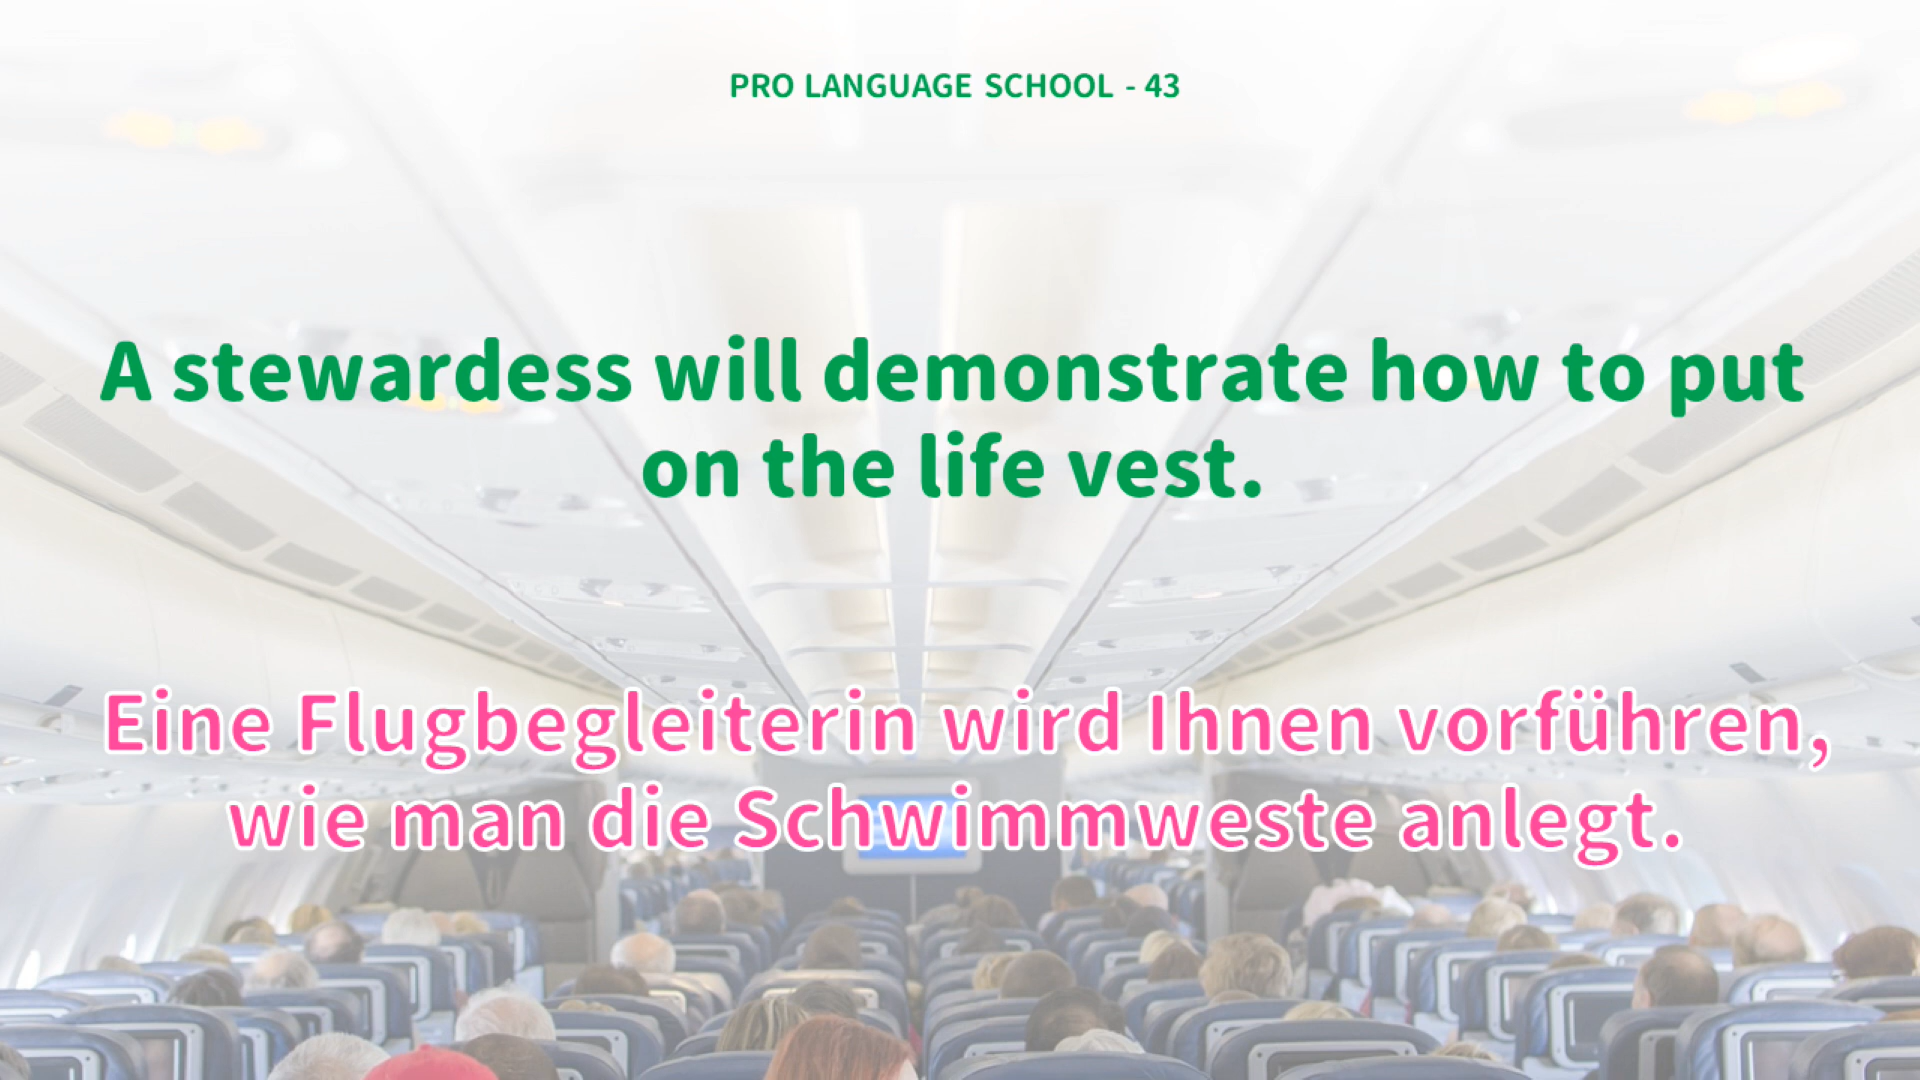 PRO LANGUAGE SCHOOL - 43
A stewardess will demonstrate how to put
on the life vest.
Eine Flugbegleiterin wird Ihnen vorführen,
wie man die Schwimmweste anlegt.